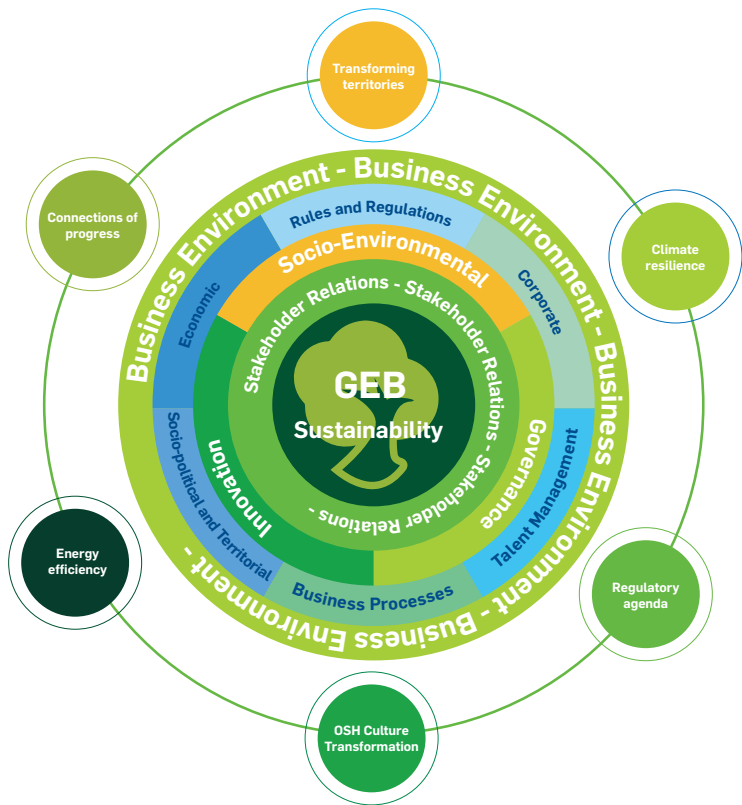 Transforming
territories
Connections of
progress
Climate
resilience
Business Environment - Business Environment - Business Environment - Business Environment -
Rules and Regulations
Economic
Corporate
Socio-political and Territorial
Talent Management
Business Processes
Socio-Environmental
Innovation
Governance
Stakeholder Relations - Stakeholder Relations - Stakeholder Relations - Stakeholder Relations -
GEB
Sustainability
Energy
efficiency
Regulatory
agenda
OSH Culture
Transformation